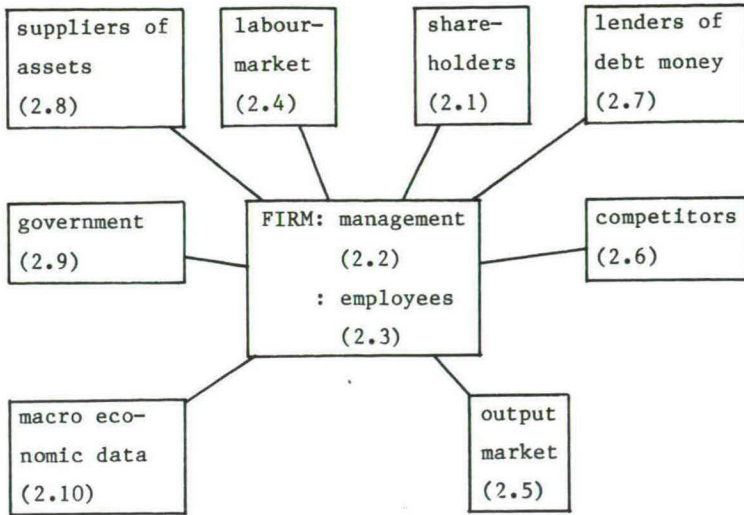 suppliers of
assets
(2.8)
labour-
market
(2.4)
share-
holders
(2.1)
lenders of
debt money
(2.7)
government
(2.9)
FIRM: management
(2.2)
: employees
(2.3)
competitors
(2.6)
macro eco-
nomic data
(2.10)
output
market
(2.5)